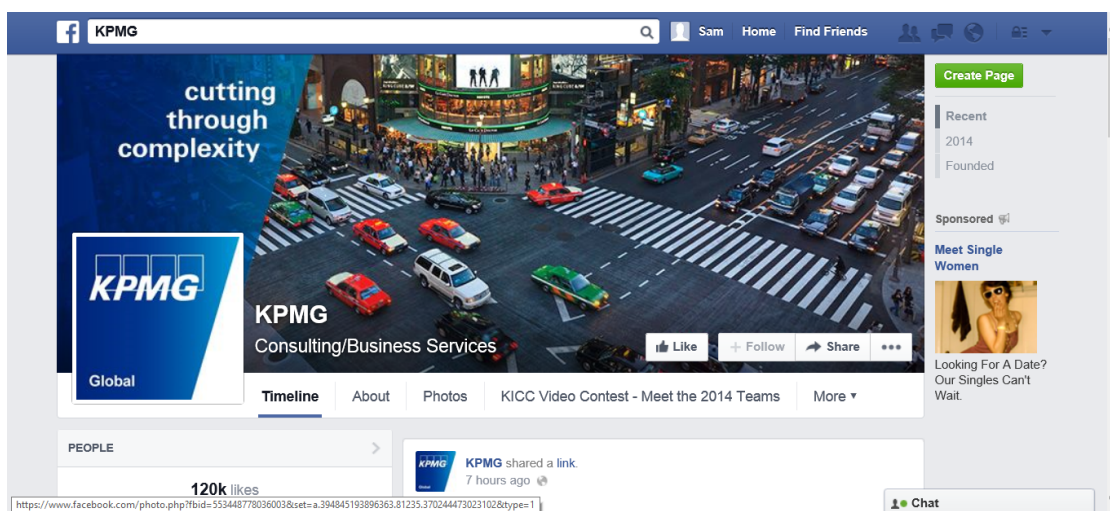 KPMG
Sam
Home
Find Friends
cutting
through
complexity
KPMG
Global
KPMG
Consulting/Business Services
Like
+ Follow
Share
Timeline
About
Photos
KICC Video Contest - Meet the 2014 Teams
More
Create Page
Recent
2014
Founded
Sponsored
Meet Single
Women
Looking For A Date?
Our Singles Can't
Wait.
PEOPLE
120k likes
KPMG
KPMG shared a link.
7 hours ago
https://www.facebook.com/photo.php?fbid=553448778036003&set=a.394845193896363.81235.370244473023102&type=1
Chat